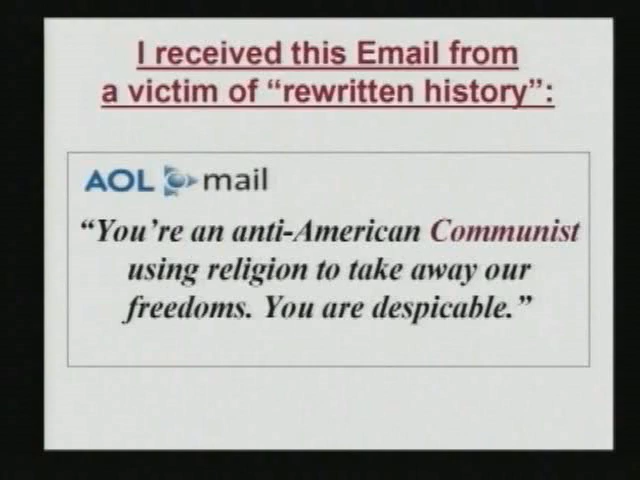 I received this Email from
a victim of “rewritten history”:
AOL mail
“You’re an anti-American Communist
using religion to take away our
freedoms. You are despicable.”